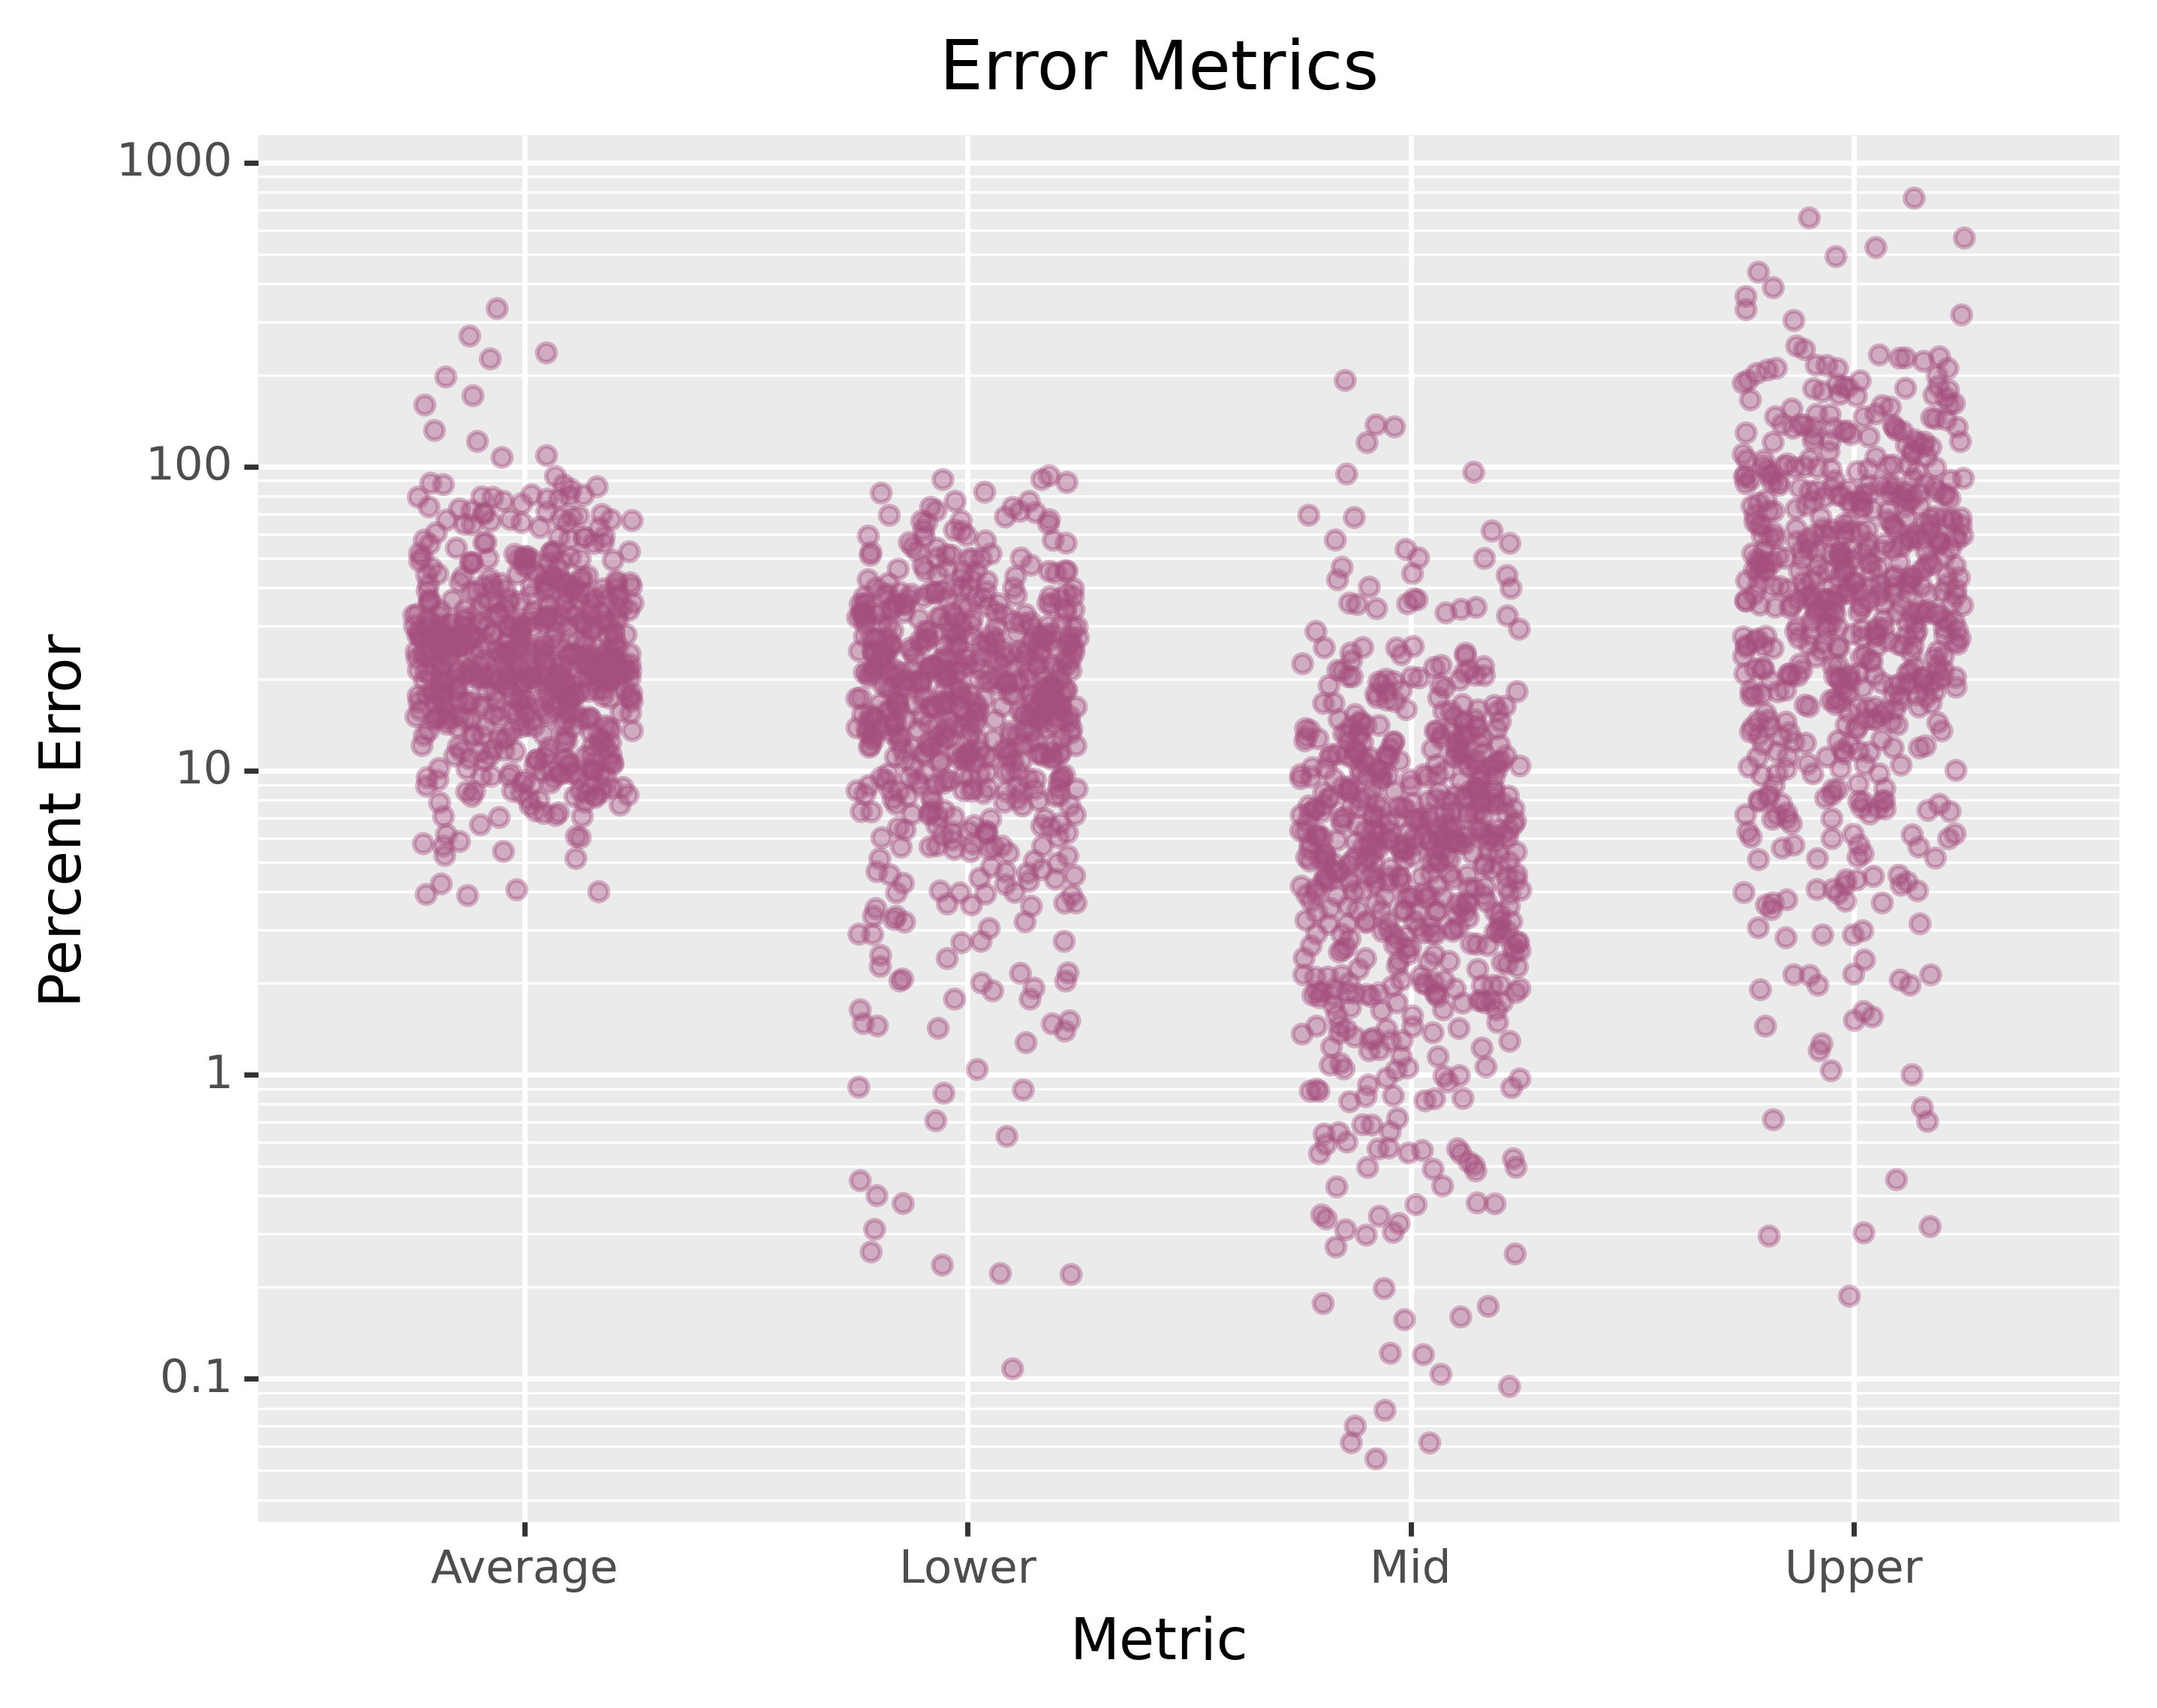 Error Metrics
1000
100
10
1
0.1
Percent Error
Average
Lower
Mid
Upper
Metric